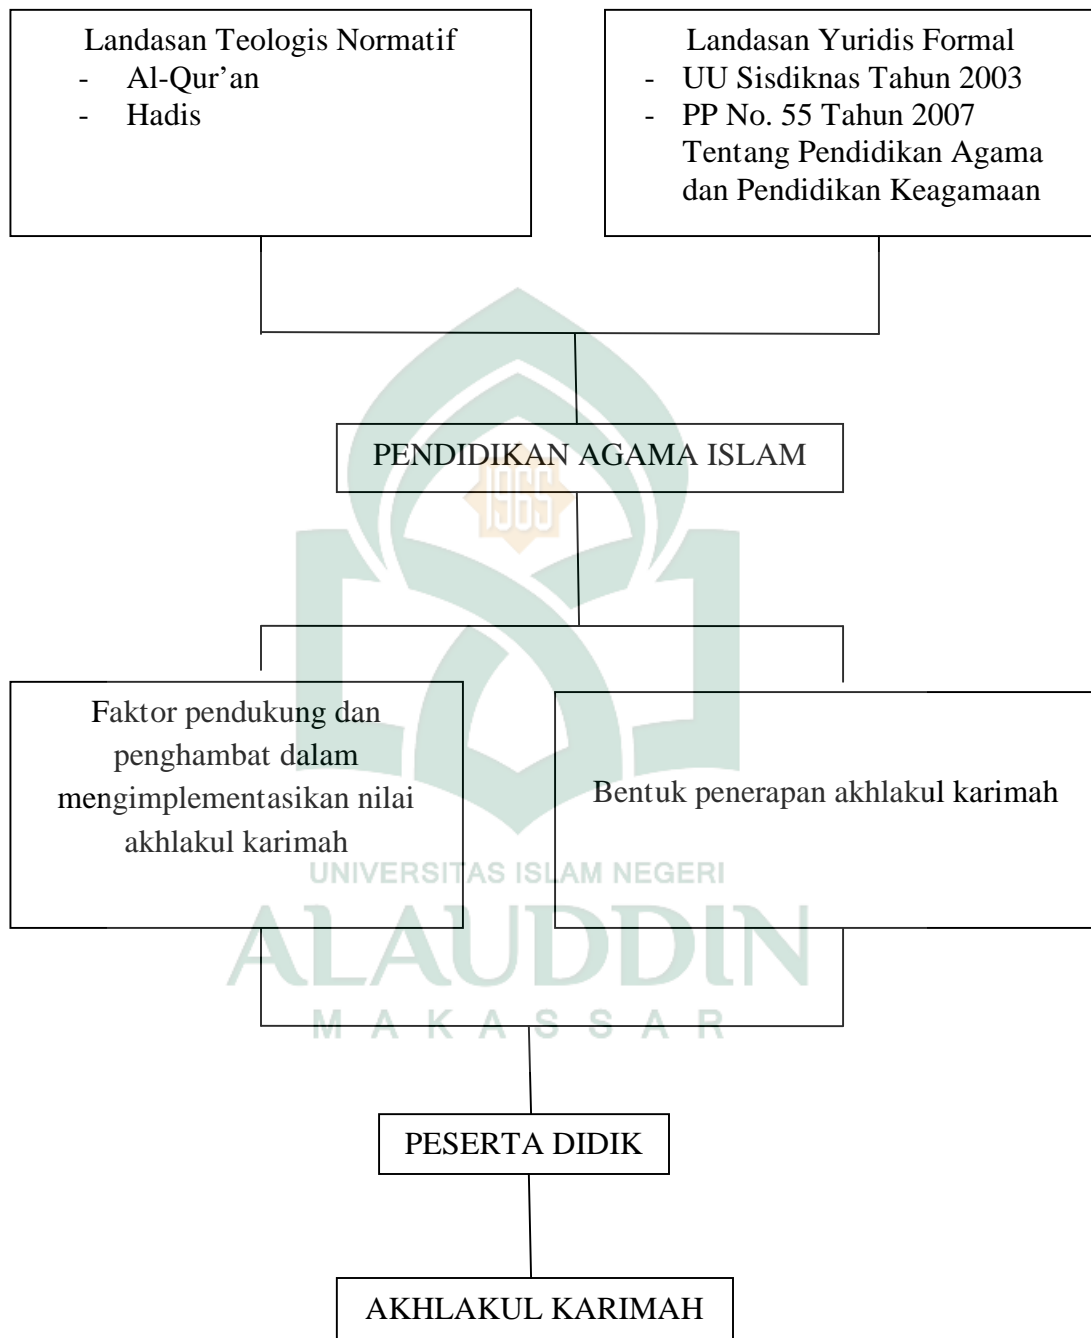 Landasan Teologis Normatif
- Al-Qur'an
- Hadis
Landasan Yuridis Formal
- UU Sisdiknas Tahun 2003
- PP No. 55 Tahun 2007
Tentang Pendidikan Agama
dan Pendidikan Keagamaan
PENDIDIKAN AGAMA ISLAM
1965
Faktor pendukung dan
penghambat dalam
mengimplementasikan nilai
akhlakul karimah
Bentuk penerapan akhlakul karimah
UNIVERSITAS ISLAM NEGERI
ALAUDDIN
MAKASSAR
PESERTA DIDIK
AKHLAKUL KARIMAH